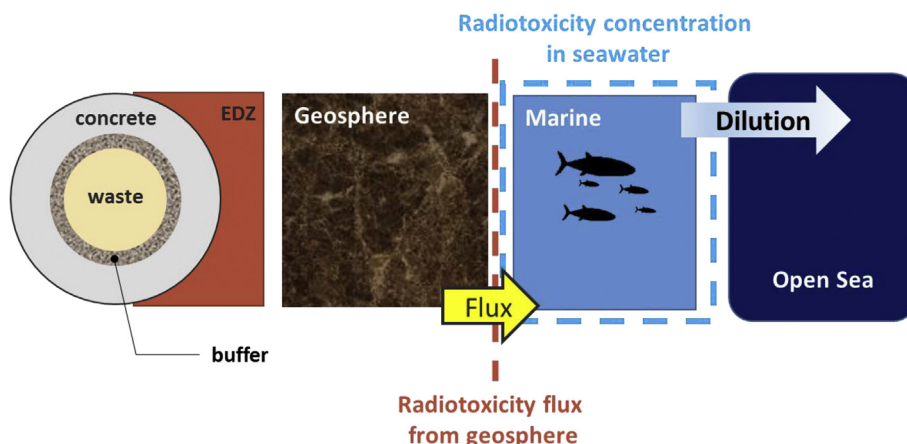 Radiotoxicity concentration
in seawater
concrete
EDZ
Geosphere
Marine
Dilution
waste
Open Sea
Flux
buffer
Radiotoxicity flux
from geosphere